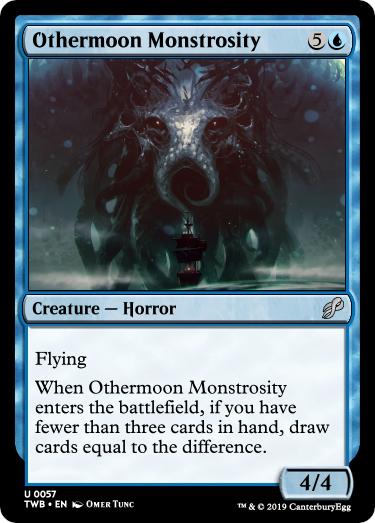 Othermoon Monstrosity 5
Creature — Horror
Flying
When Othermoon Monstrosity
enters the battlefield, if you have
fewer than three cards in hand, draw
cards equal to the difference.
4/4
U 0057
TWB • EN Omer Tunc
™ & © 2019 CanterburyEgg